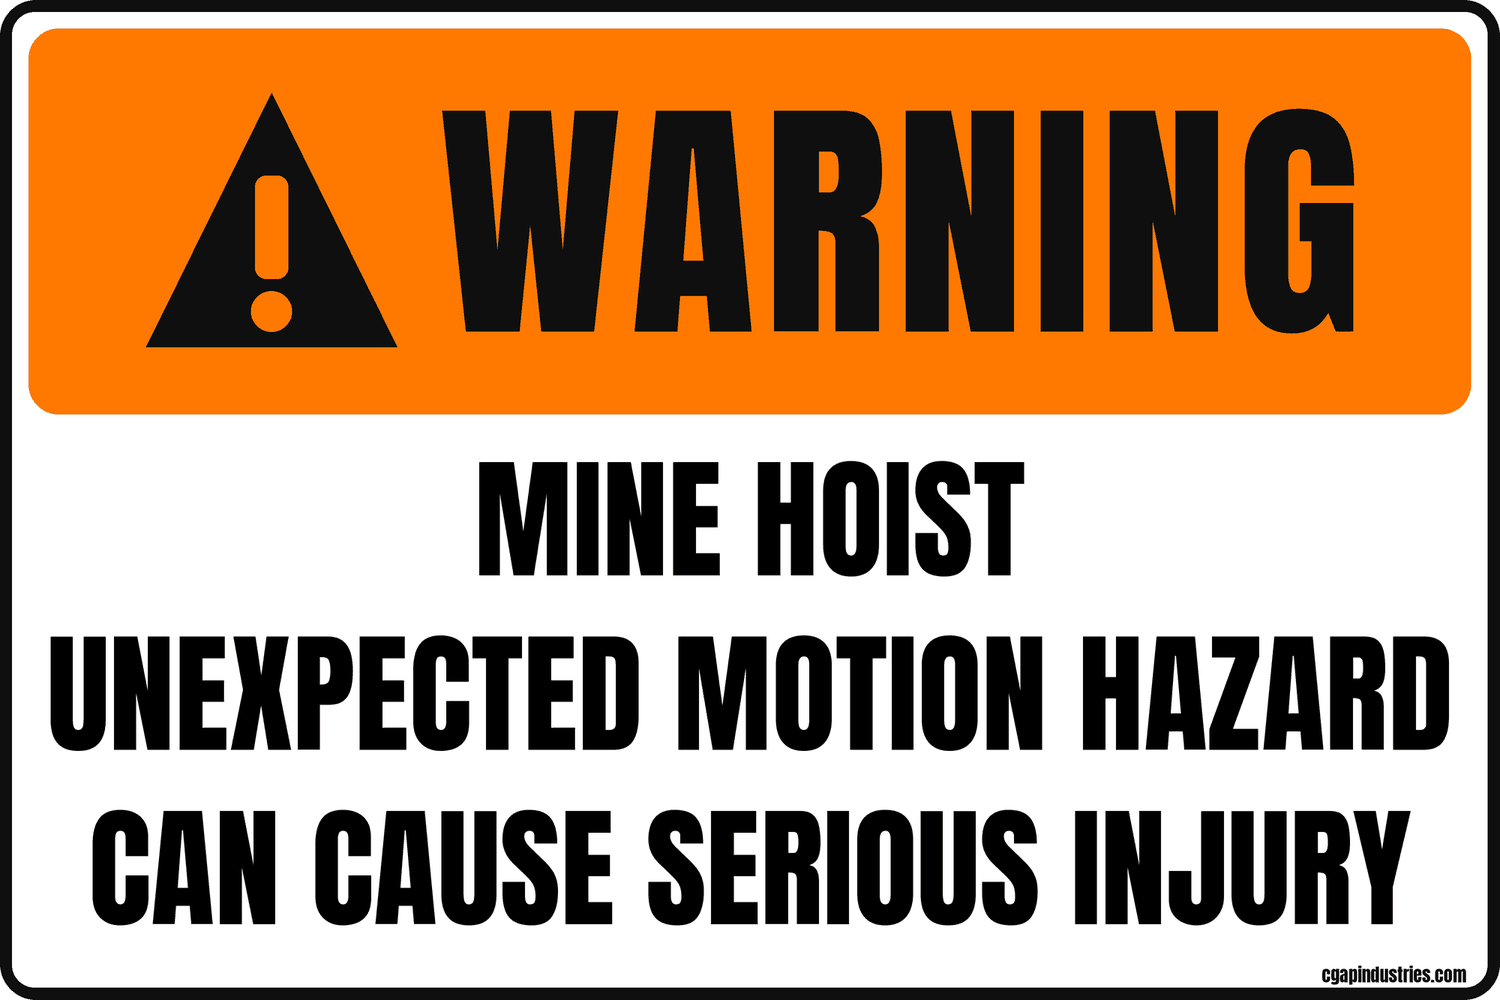 WARNING
MINE HOIST
UNEXPECTED MOTION HAZARD
CAN CAUSE SERIOUS INJURY
cgapindustries.com